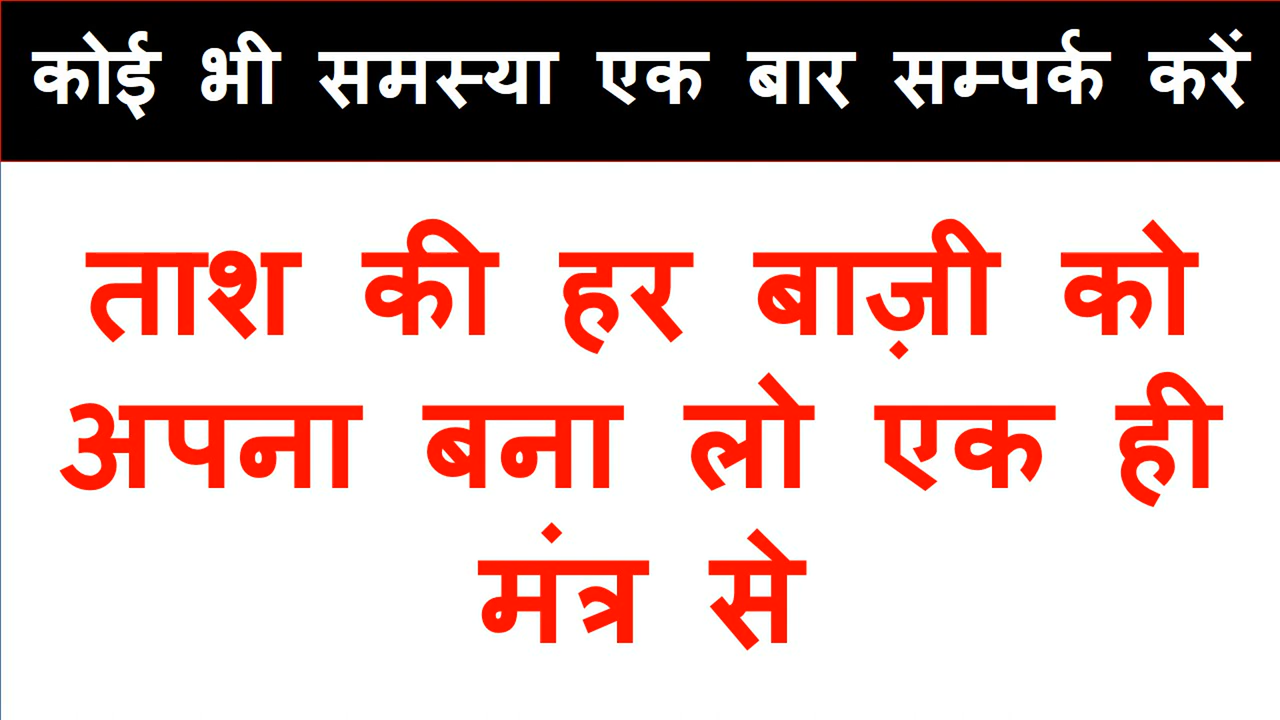 कोई भी समस्या एक बार सम्पर्क करें
ताश की हर बाज़ी को
अपना बना लो एक ही
मंत्र से